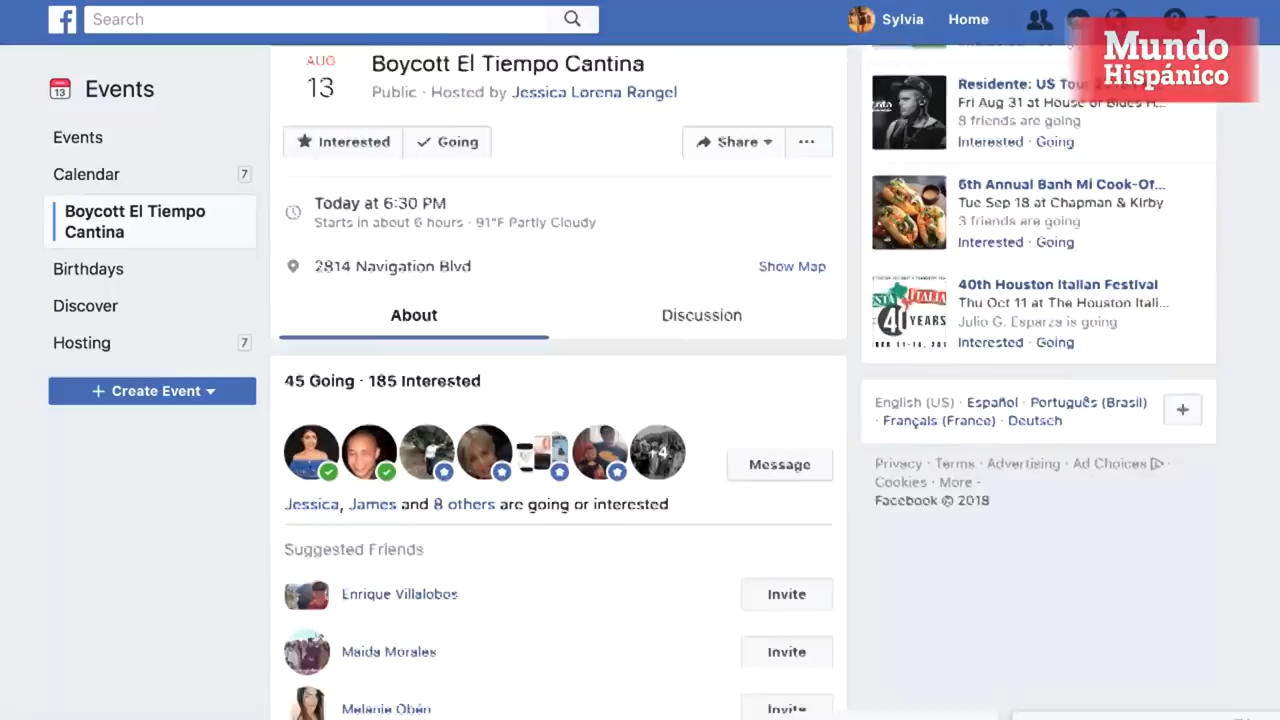 Search
Sylvia
Home
Mundo
Hispánico
13
Events
Events
Calendar
7
Boycott El Tiempo
Cantina
Birthdays
Discover
Hosting
7
+ Create Event
AUG
13
Boycott El Tiempo Cantina
Public · Hosted by Jessica Lorena Rangel
Interested
Going
Share
Today at 6:30 PM
Starts in about 6 hours · 91°F Partly Cloudy
2814 Navigation Blvd
Show Map
About
Discussion
45 Going · 185 Interested
+4
Message
Jessica, James and 8 others are going or interested
Suggested Friends
Enrique Villalobos
Invite
Maida Morales
Invite
Melanie Obén
Invite
Residente: US Tour
Fri Aug 31 at House of Blues H...
8 friends are going
Interested · Going
6th Annual Banh Mi Cook-Of...
Tue Sep 18 at Chapman & Kirby
3 friends are going
Interested · Going
40th Houston Italian Festival
Thu Oct 11 at The Houston Itali...
Julio G. Esparza is going
Interested · Going
ITALIA
40
YEARS
English (US) · Español · Português (Brasil)
· Français (France) · Deutsch
+
Privacy · Terms · Advertising · Ad Choices ·
Cookies · More ·
Facebook © 2018